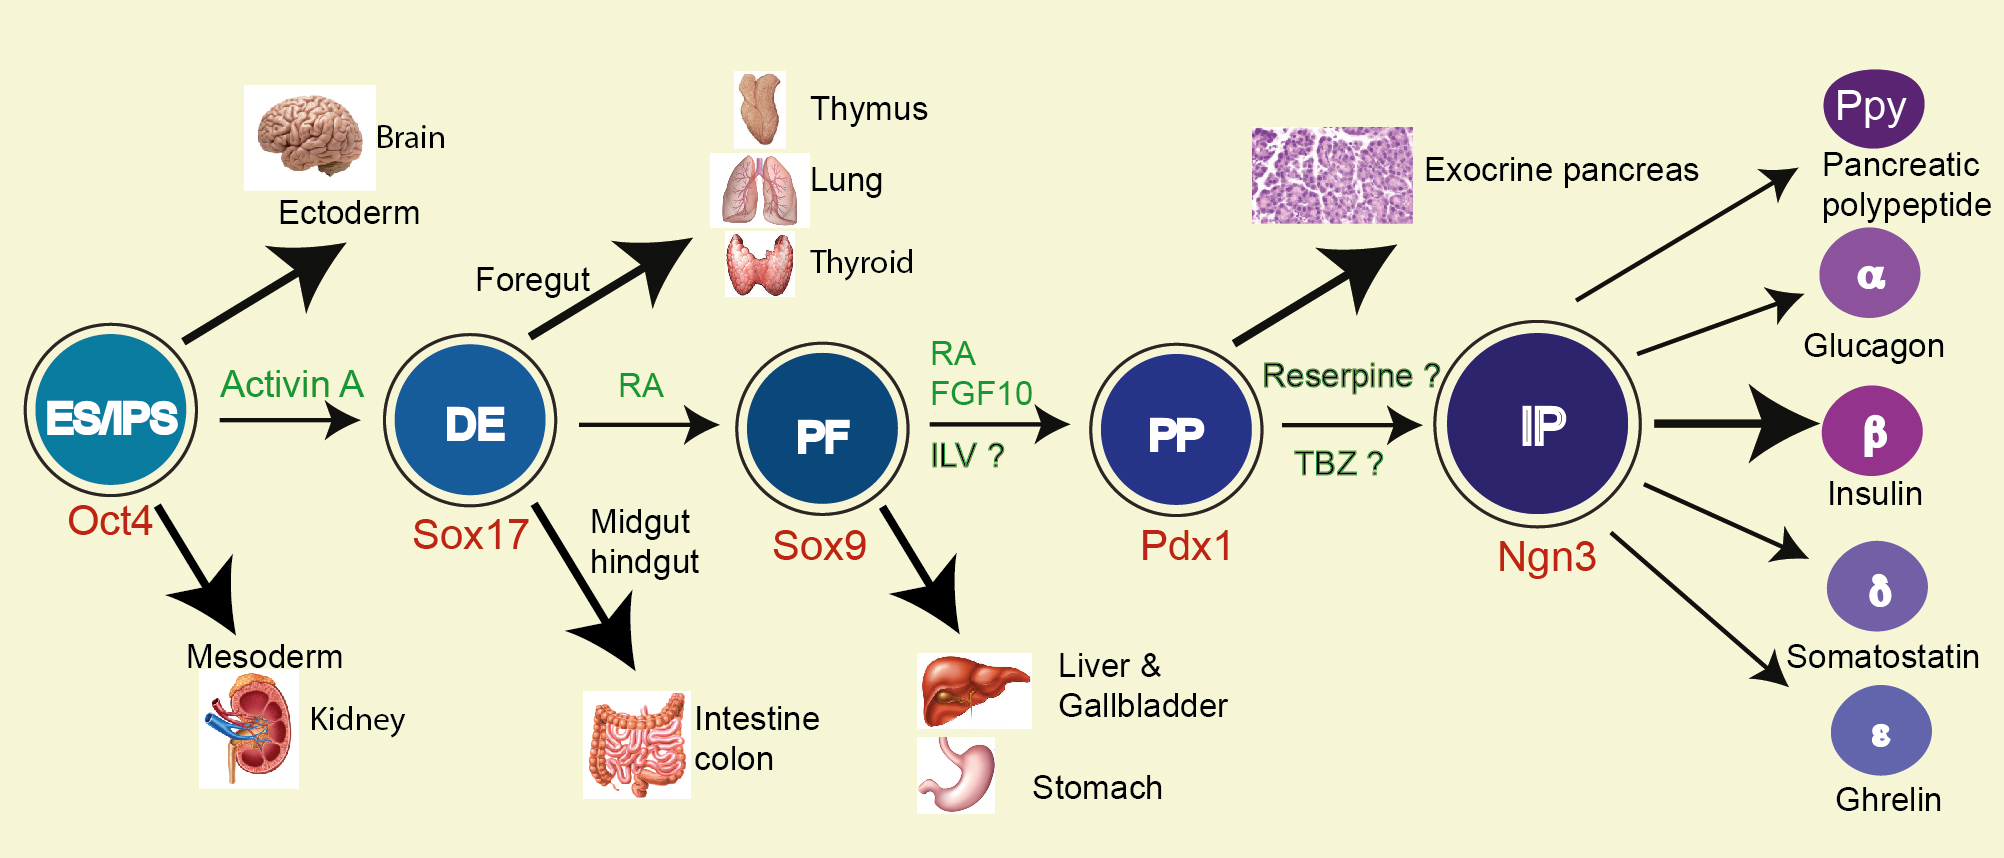 Brain
Ectoderm
Thymus
Lung
Thyroid
Foregut
Exocrine pancreas
Ppy
Pancreatic
polypeptide
α
Glucagon
ES/IPS
Oct4
Activin A
DE
Sox17
RA
PF
Sox9
RA
FGF10
ILV ?
PP
Pdx1
Reserpine ?
TBZ ?
IP
Ngn3
β
Insulin
Midgut
hindgut
δ
Somatostatin
ε
Ghrelin
Mesoderm
Kidney
Intestine
colon
Liver &
Gallbladder
Stomach